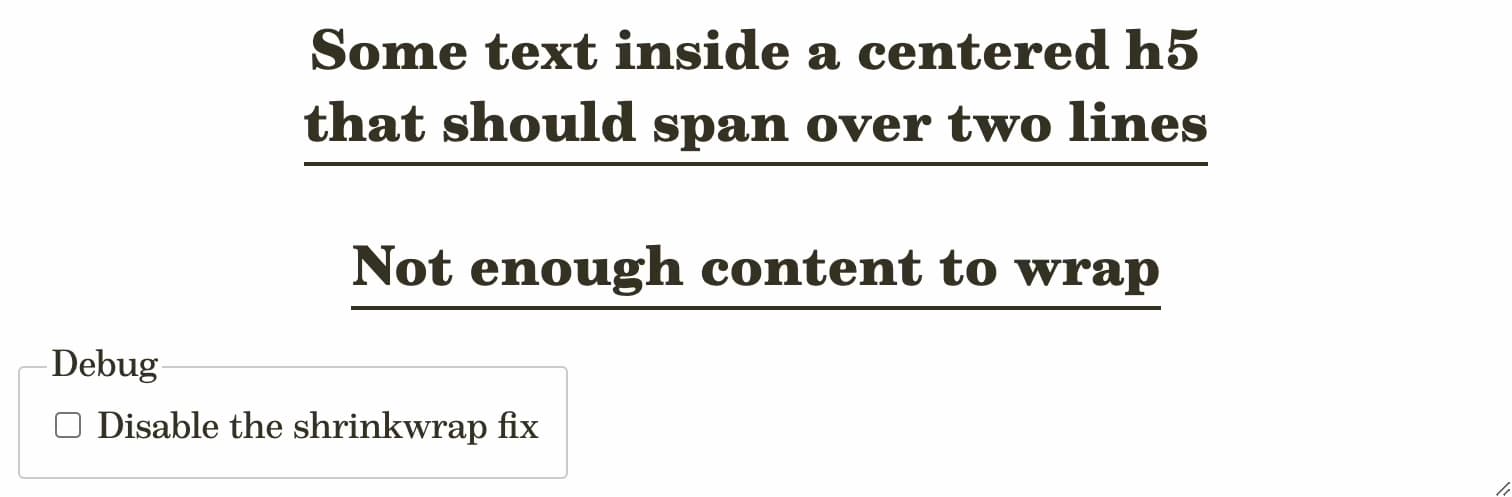 Some text inside a centered h5
that should span over two lines
Not enough content to wrap
Debug
Disable the shrinkwrap fix